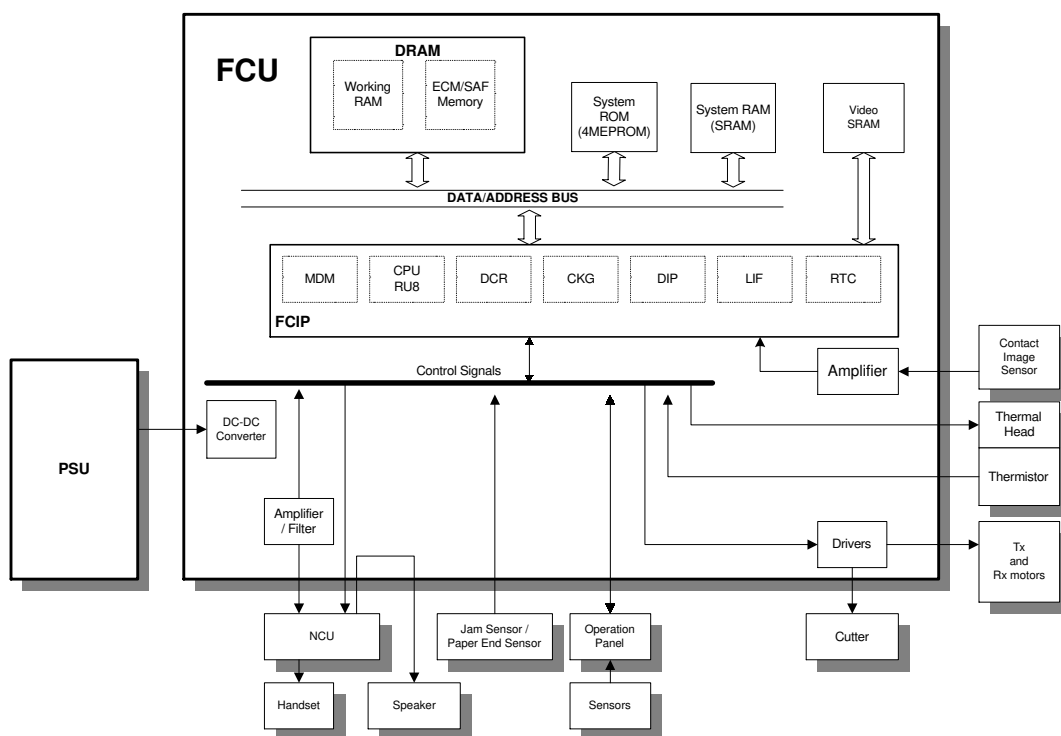 FCU
DRAM
Working
RAM
ECM/SAF
Memory
System
ROM
(4MEPROM)
System RAM
(SRAM)
Video
SRAM
DATA/ADDRESS BUS
MDM
CPU
RU8
DCR
CKG
DIP
LIF
RTC
FCIP
Control Signals
Amplifier
Contact
Image
Sensor
DC-DC
Converter
Thermal
Head
PSU
Thermistor
Amplifier
/ Filter
Drivers
Tx
and
Rx motors
NCU
Jam Sensor /
Paper End Sensor
Operation
Panel
Cutter
Handset
Speaker
Sensors